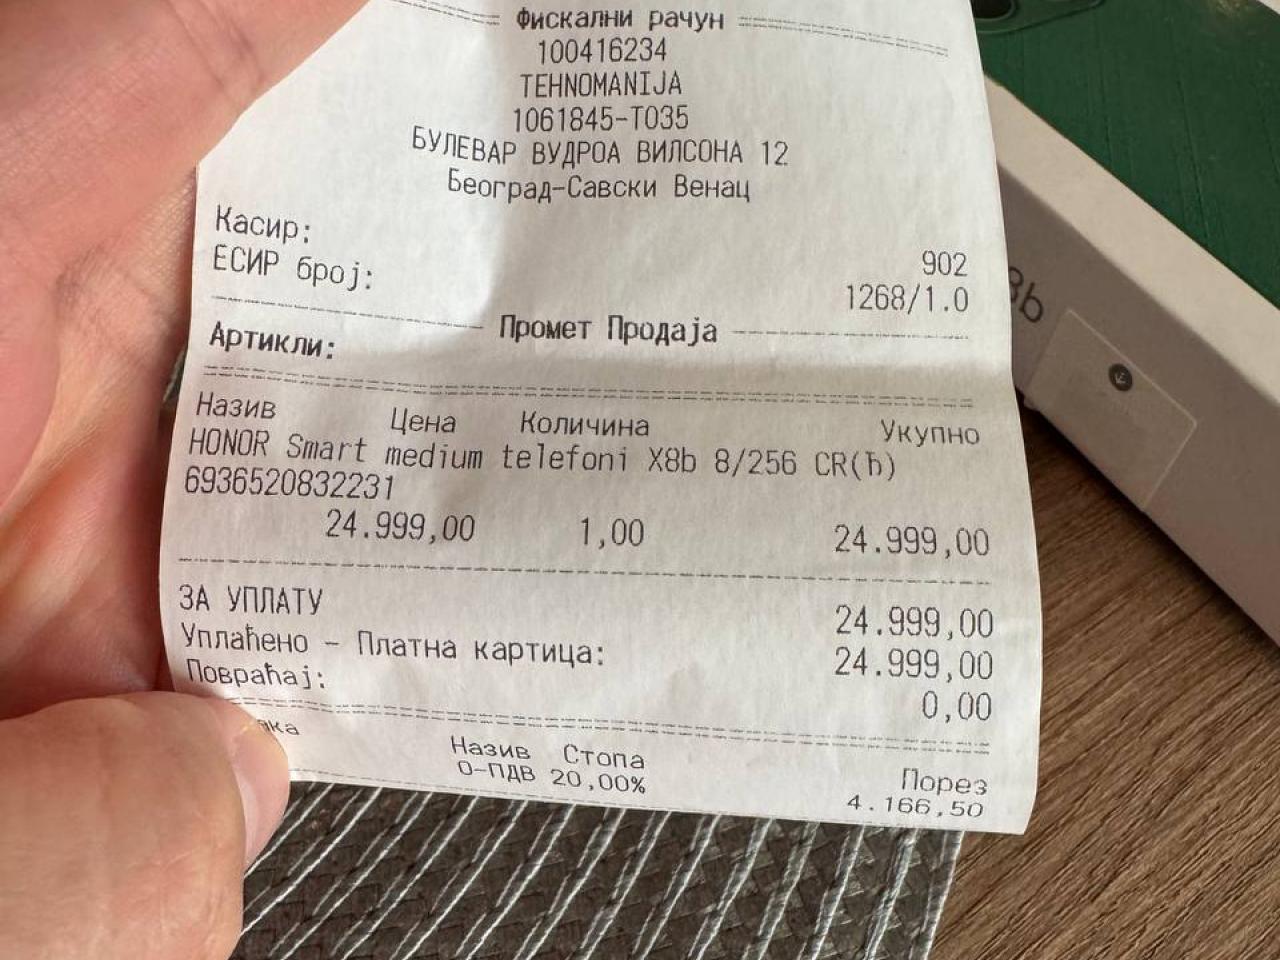 Фискални рачун
100416234
TEHNOMANIJA
1061845-Т035
БУЛЕВАР ВУДРОА ВИЛСОНА 12
Београд-Савски Венац
Касир: 902
ЕСИР број: 1268/1.0
Промет Продаја
Артикли:
Назив Цена Количина Укупно
HONOR Smart medium telefoni X8b 8/256 CR(Ђ)
6936520832231
24.999,00 1,00 24.999,00
ЗА УПЛАТУ 24.999,00
Уплаћено - Платна картица: 24.999,00
Повраћај: 0,00
Назив Стопа Порез
О-ПДВ 20,00% 4.166,50
8b